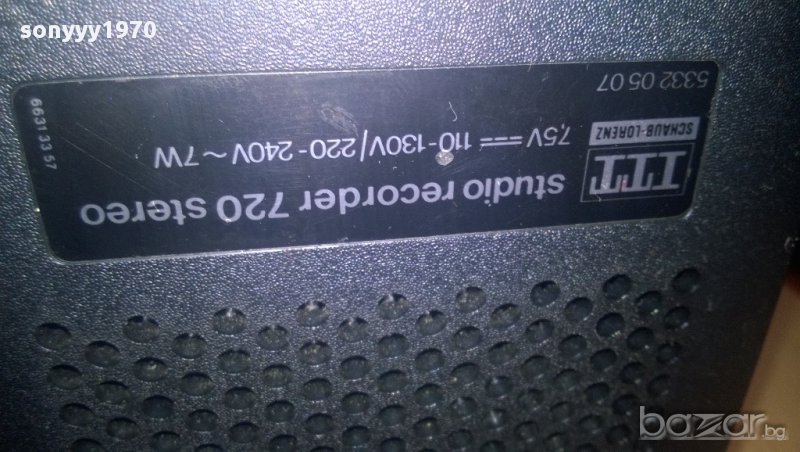 sonyyy1970
ITT
SCHAUB-LORENZ
studio recorder 720 stereo
7,5V ⎓ 110-130V/220-240V ~ 7W
5332 05 07
6631 33 57
bazar.bg